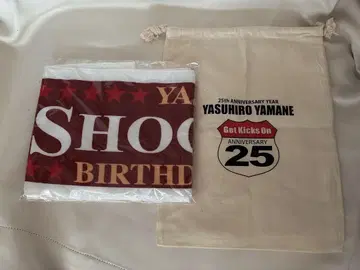 YA
SHOO
BIRTHD
25th ANNIVERSARY YEAR
YASUHIRO YAMANE
Get Kicks On
ANNIVERSARY
25